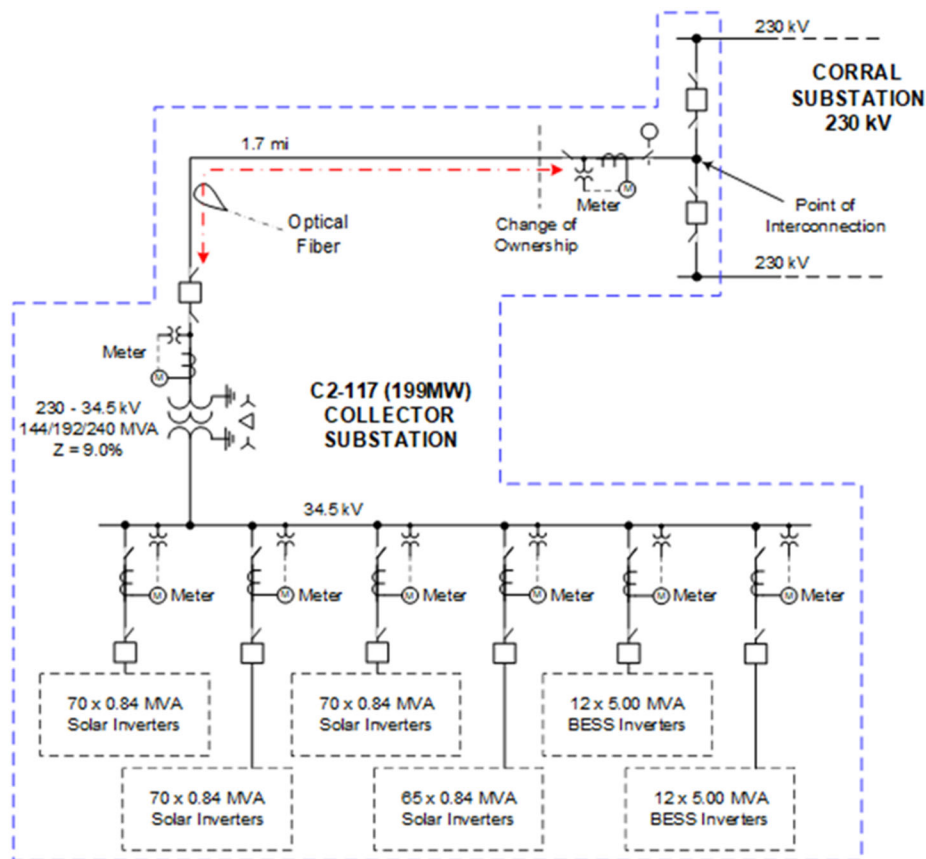 230 kV
CORRAL
SUBSTATION
230 kV
1.7 mi
M
Meter
Change of
Ownership
Point of
Interconnection
Optical
Fiber
230 kV
Meter
M
230 - 34.5 kV
144/192/240 MVA
Z = 9.0%
C2-117 (199MW)
COLLECTOR
SUBSTATION
34.5 kV
M Meter
M Meter
M Meter
M Meter
M Meter
M Meter
70 x 0.84 MVA
Solar Inverters
70 x 0.84 MVA
Solar Inverters
12 x 5.00 MVA
BESS Inverters
70 x 0.84 MVA
Solar Inverters
65 x 0.84 MVA
Solar Inverters
12 x 5.00 MVA
BESS Inverters